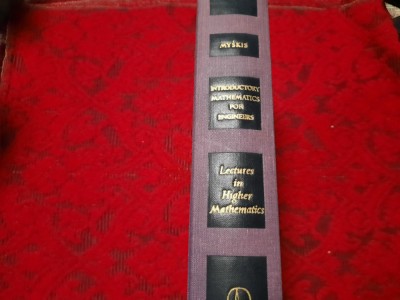 MYŠKIS
INTRODUCTORY
MATHEMATICS
FOR
ENGINEERS
Lectures
in
Higher
Mathematics